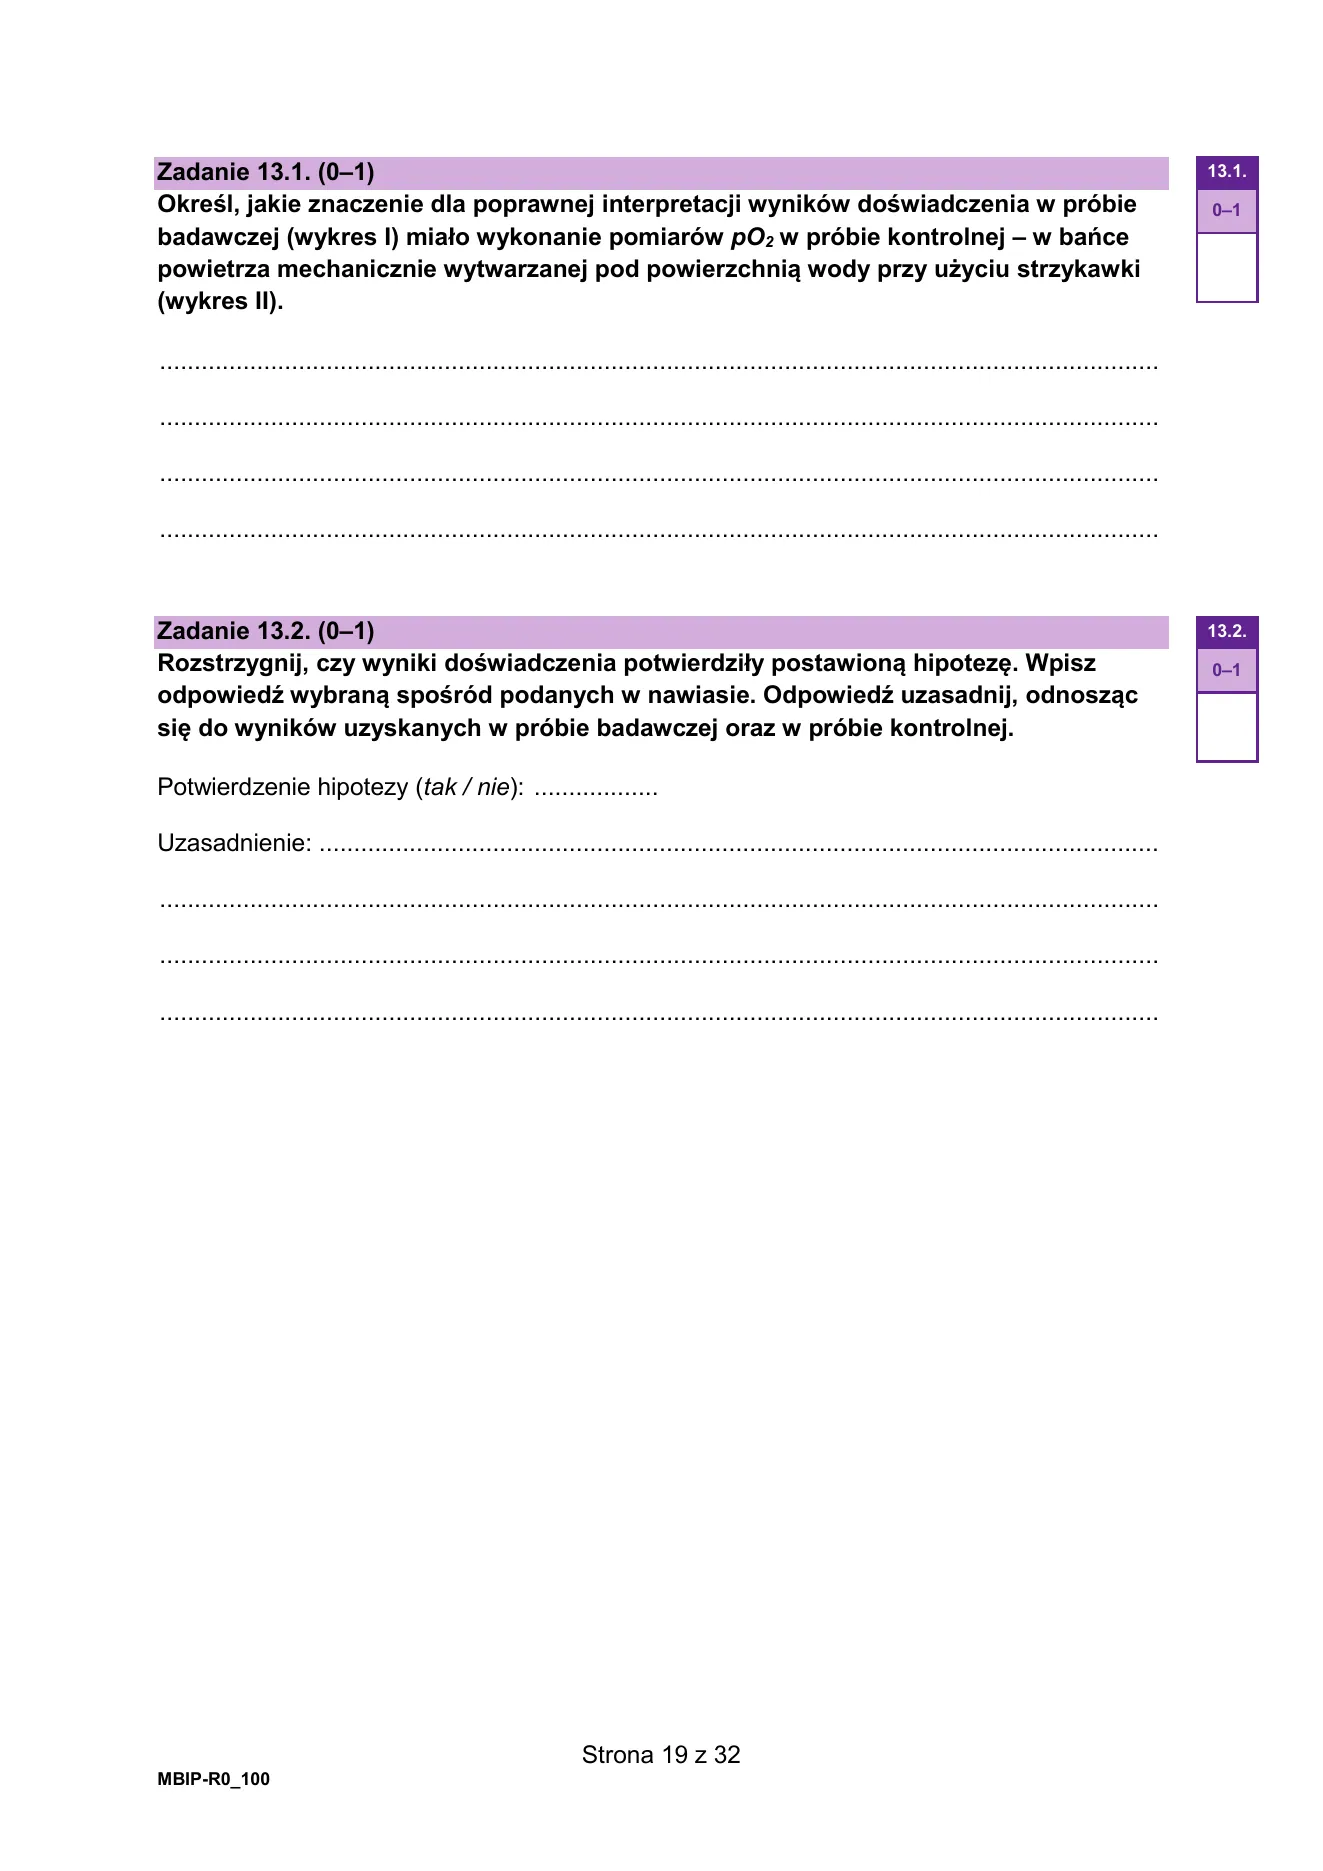 Zadanie 13.1. (0–1)
13.1.
0–1
Określ, jakie znaczenie dla poprawnej interpretacji wyników doświadczenia w próbie
badawczej (wykres I) miało wykonanie pomiarów pO₂ w próbie kontrolnej – w bańce
powietrza mechanicznie wytwarzanej pod powierzchnią wody przy użyciu strzykawki
(wykres II).
................................................................................................................................................
................................................................................................................................................
................................................................................................................................................
................................................................................................................................................
Zadanie 13.2. (0–1)
13.2.
0–1
Rozstrzygnij, czy wyniki doświadczenia potwierdziły postawioną hipotezę. Wpisz
odpowiedź wybraną spośród podanych w nawiasie. Odpowiedź uzasadnij, odnosząc
się do wyników uzyskanych w próbie badawczej oraz w próbie kontrolnej.
Potwierdzenie hipotezy (tak / nie): ..................
Uzasadnienie: .........................................................................................................................
................................................................................................................................................
................................................................................................................................................
................................................................................................................................................
Strona 19 z 32
MBIP-R0_100